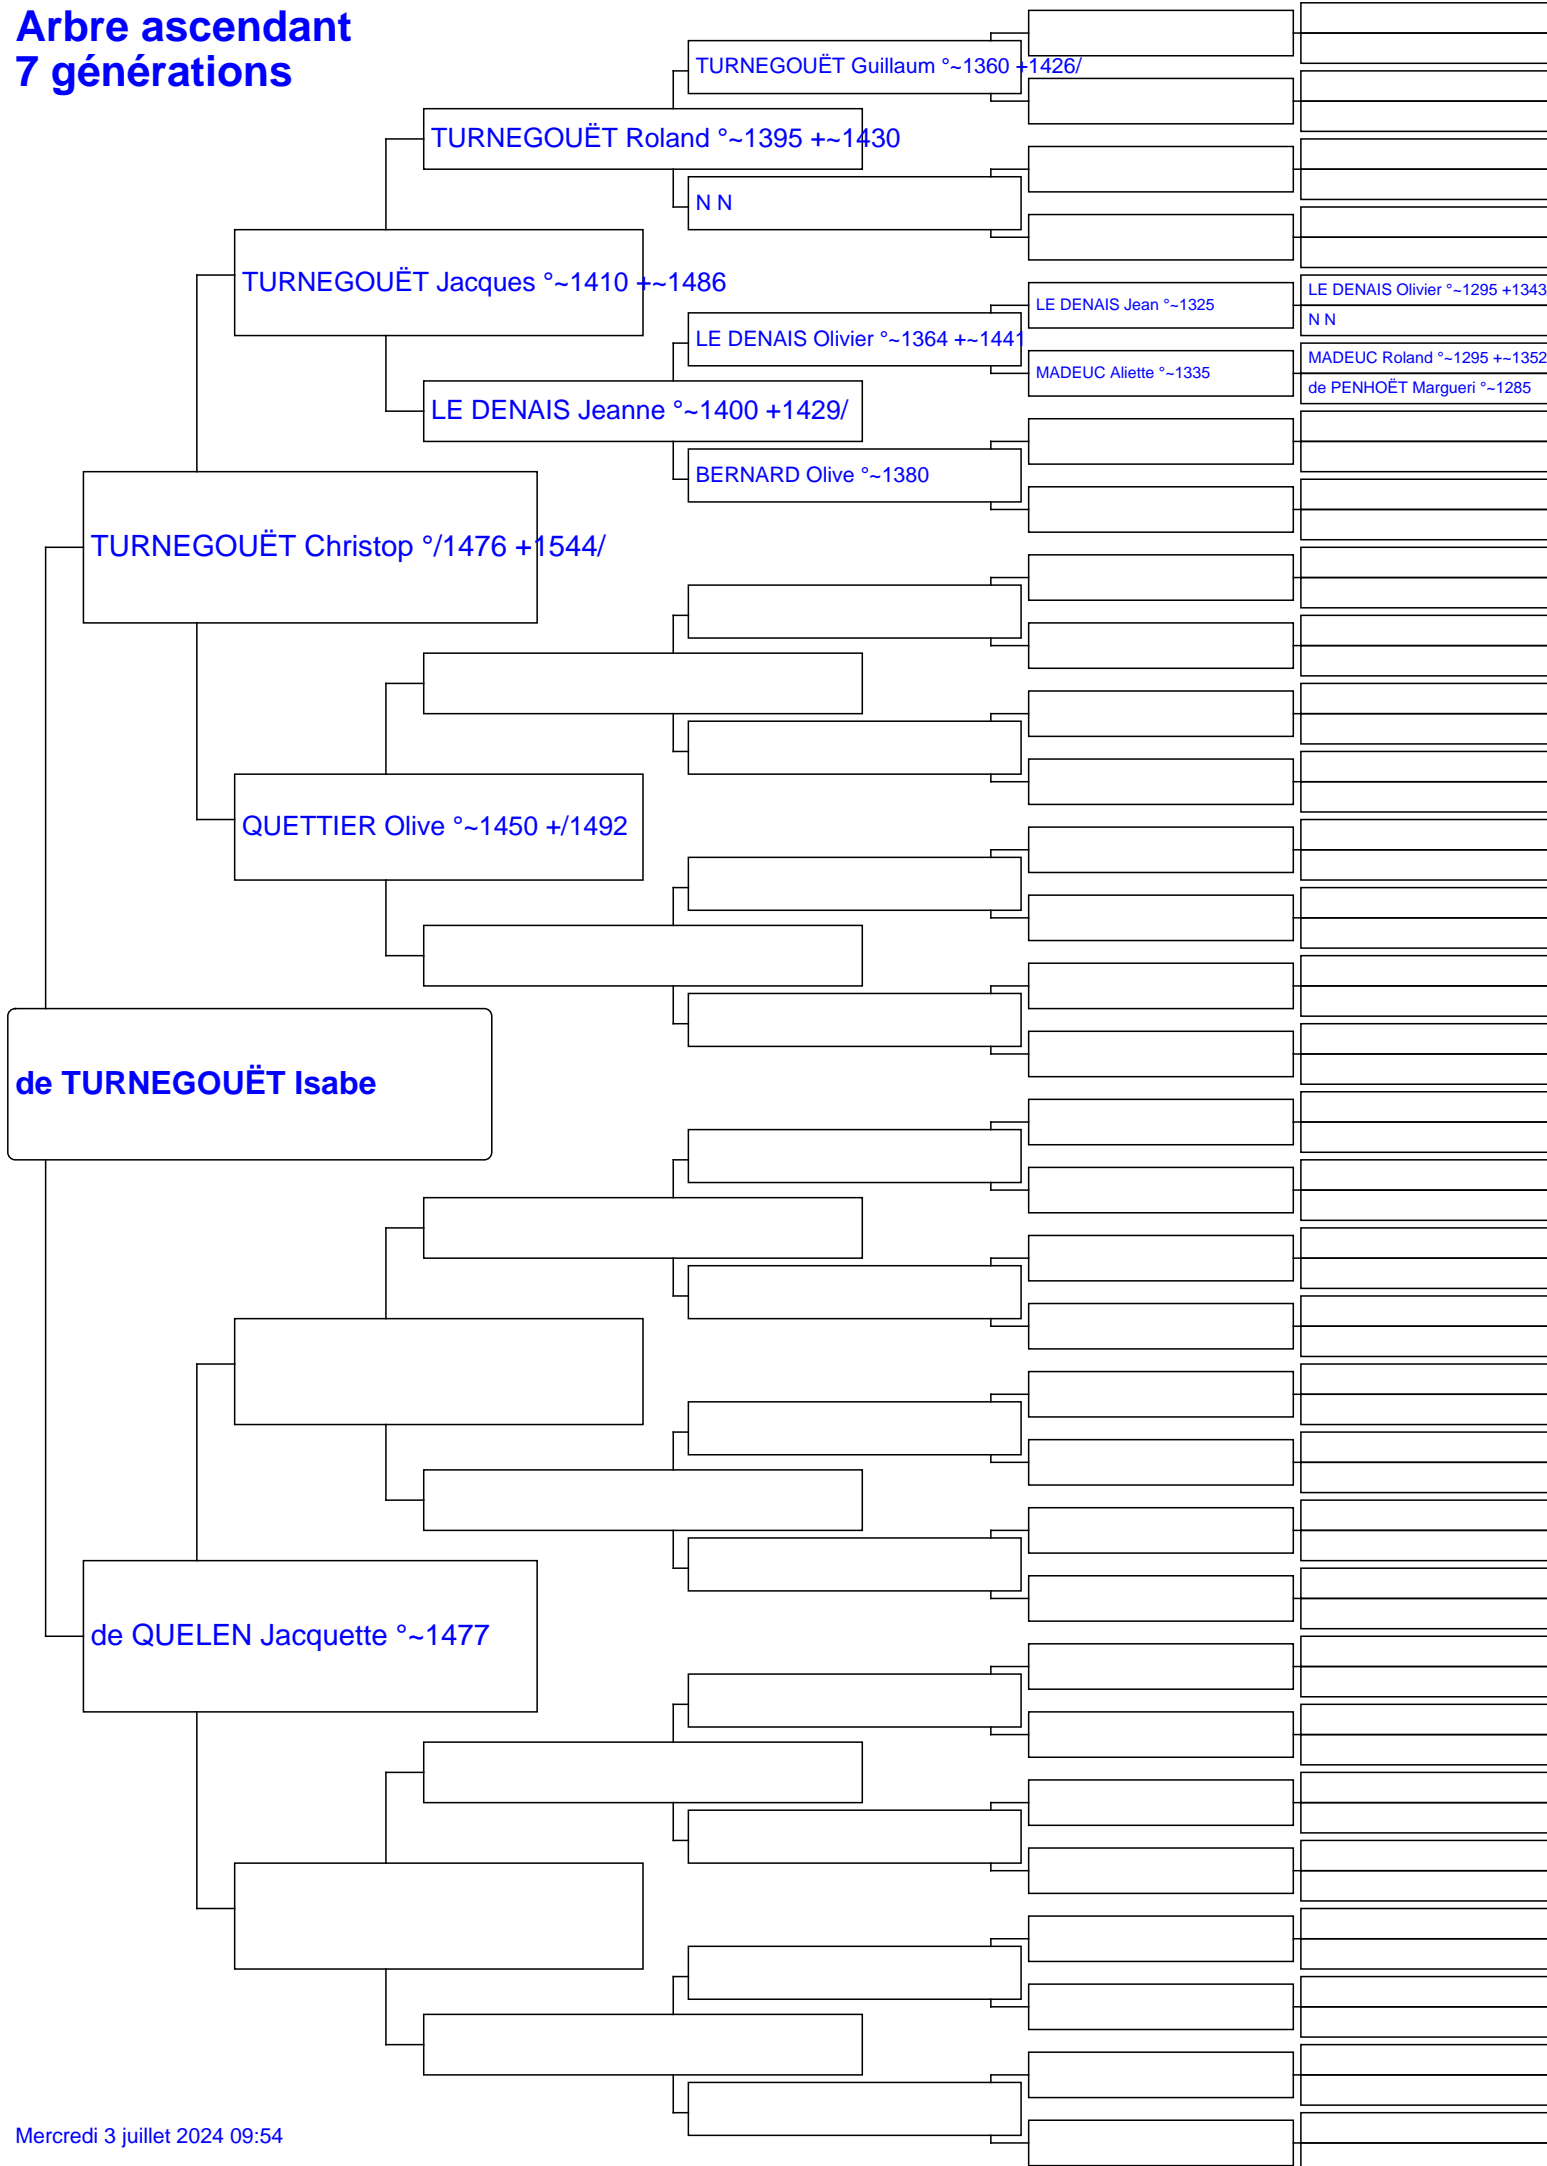 Arbre ascendant
7 générations
TURNEGOUËT Guillaum °~1360 +1426/
TURNEGOUËT Roland °~1395 +~1430
N N
TURNEGOUËT Jacques °~1410 +~1486
LE DENAIS Olivier °~1295 +1343
LE DENAIS Jean °~1325
N N
LE DENAIS Olivier °~1364 +~1441
MADEUC Roland °~1295 +~1352
MADEUC Aliette °~1335
de PENHOËT Margueri °~1285
LE DENAIS Jeanne °~1400 +1429/
BERNARD Olive °~1380
TURNEGOUËT Christop °/1476 +1544/
QUETTIER Olive °~1450 +/1492
de TURNEGOUËT Isabe
de QUELEN Jacquette °~1477
Mercredi 3 juillet 2024 09:54